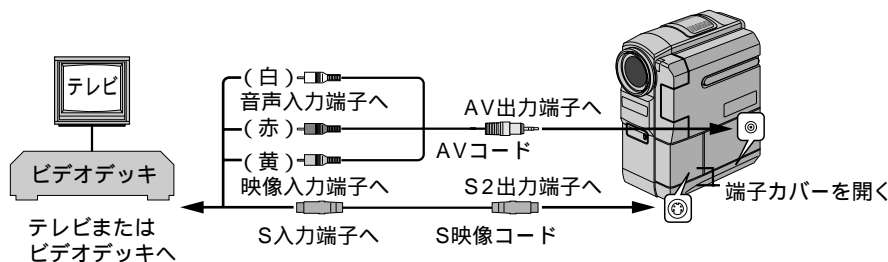 テレビ
ビデオデッキ
テレビまたは
ビデオデッキへ
(白)
音声入力端子へ
(赤)
(黄)
映像入力端子へ
S入力端子へ
AV出力端子へ
AVコード
S2出力端子へ
S映像コード
端子カバーを開く